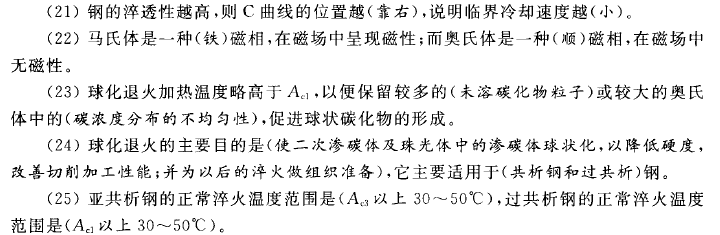 (21) 钢的淬透性越高,则 C 曲线的位置越(靠右),说明临界冷却速度越(小)。
(22) 马氏体是一种(铁)磁相,在磁场中呈现磁性;而奥氏体是一种(顺)磁相,在磁场中
无磁性。
(23) 球化退火加热温度略高于 Ac1,以便保留较多的(未溶碳化物粒子)或较大的奥氏
体中的(碳浓度分布的不均匀性),促进球状碳化物的形成。
(24) 球化退火的主要目的是(使二次渗碳体及珠光体中的渗碳体球状化,以降低硬度,
改善切削加工性能;并为以后的淬火做组织准备),它主要适用于(共析钢和过共析)钢。
(25) 亚共析钢的正常淬火温度范围是(Ac3 以上 30～50℃),过共析钢的正常淬火温度
范围是(Ac1 以上 30～50℃)。